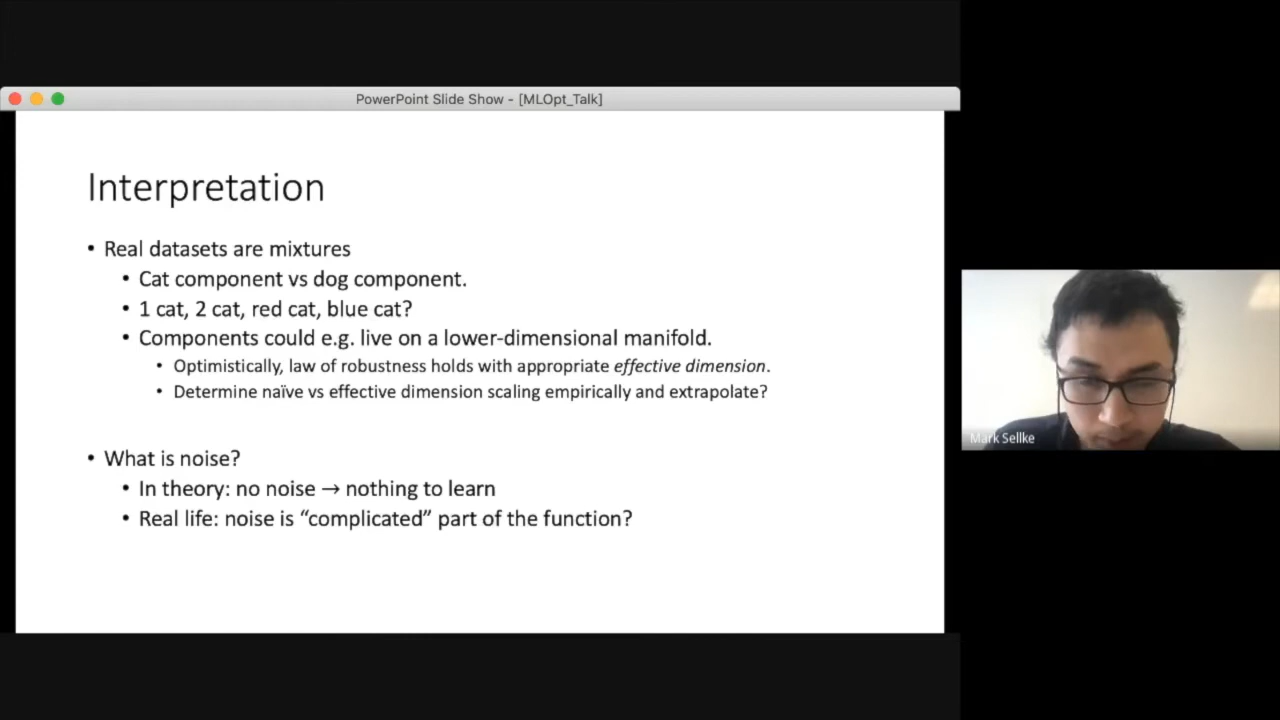 PowerPoint Slide Show - [MLOpt_Talk]
Interpretation
• Real datasets are mixtures
• Cat component vs dog component.
• 1 cat, 2 cat, red cat, blue cat?
• Components could e.g. live on a lower-dimensional manifold.
• Optimistically, law of robustness holds with appropriate effective dimension.
• Determine naïve vs effective dimension scaling empirically and extrapolate?
• What is noise?
• In theory: no noise → nothing to learn
• Real life: noise is “complicated” part of the function?
Mark Sellke